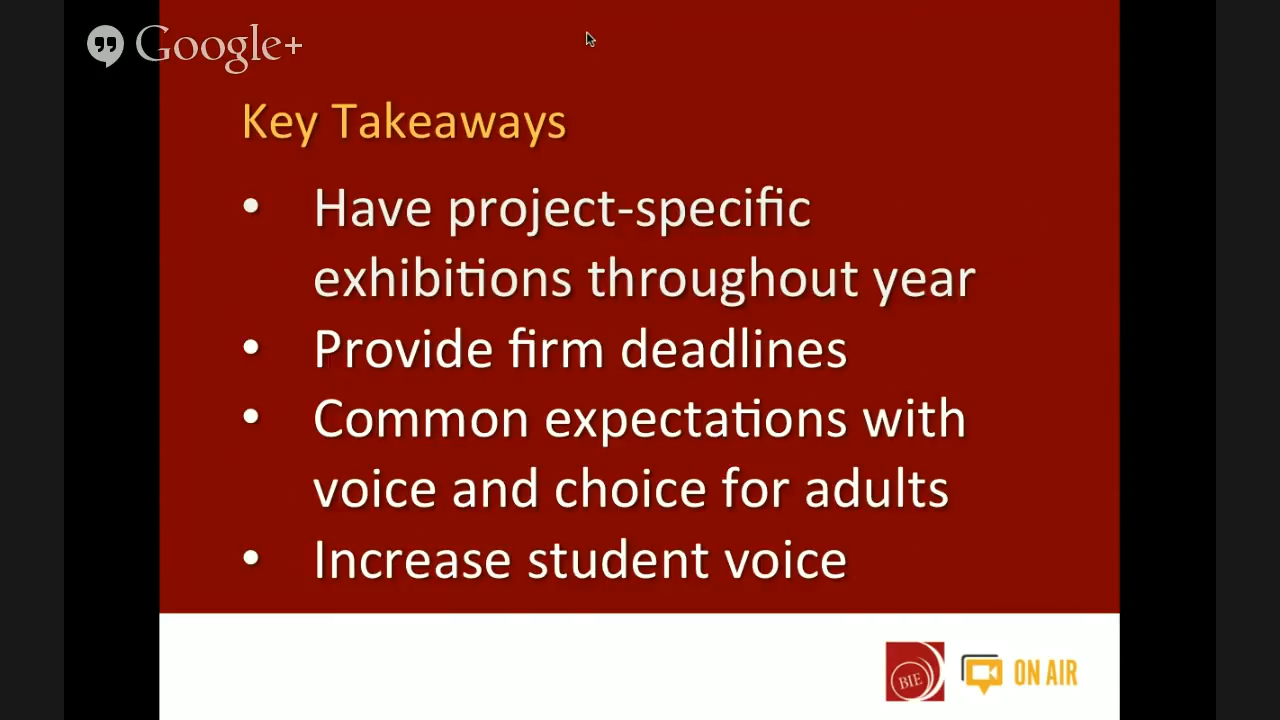 Google+
Key Takeaways
• Have project-specific
exhibitions throughout year
• Provide firm deadlines
• Common expectations with
voice and choice for adults
• Increase student voice
BIE
ON AIR